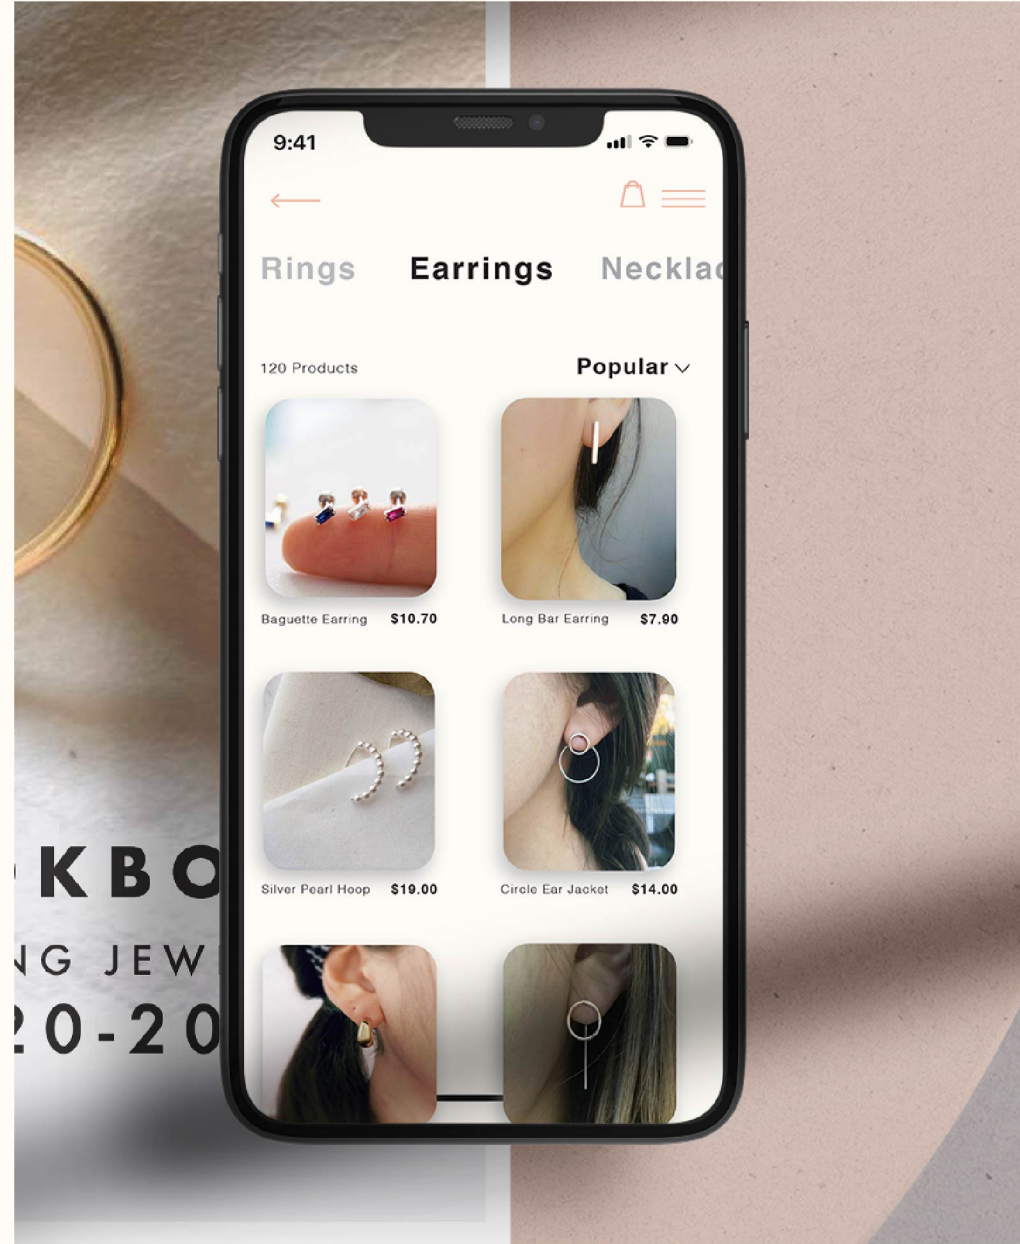 9:41
Rings Earrings Necklac
120 Products Popular
Baguette Earring $10.70
Long Bar Earring $7.90
Silver Pearl Hoop $19.00
Circle Ear Jacket $14.00
KBO
NG JEW
20-20